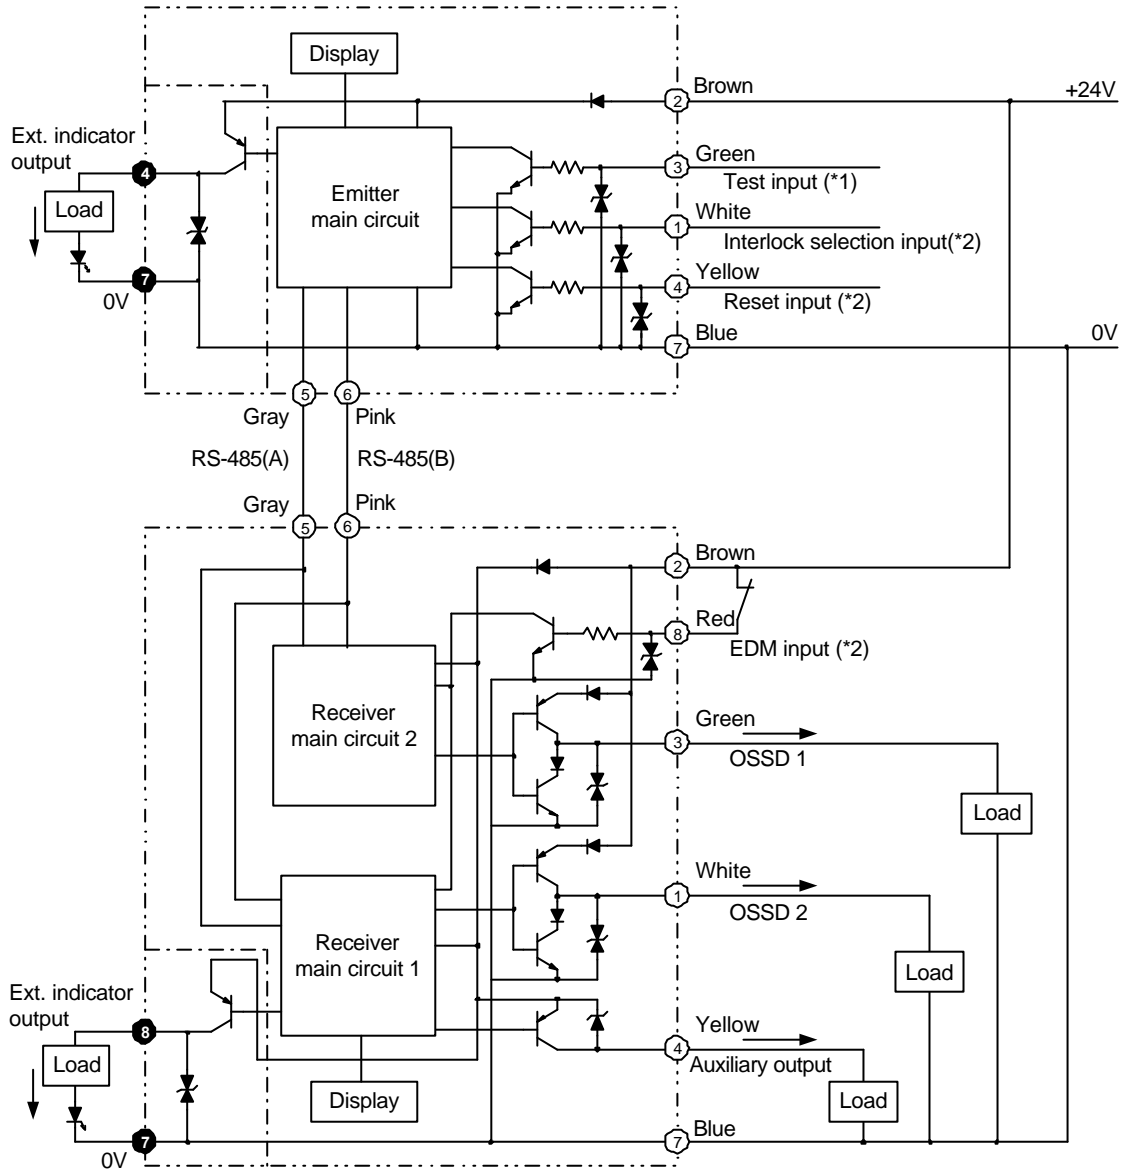 Display
2
Brown
+24V
Ext. indicator
output
4
Load
7
0V
Emitter
main circuit
3
Green
Test input (*1)
1
White
Interlock selection input(*2)
4
Yellow
Reset input (*2)
7
Blue
0V
5
6
Gray
Pink
RS-485(A)
RS-485(B)
Gray
Pink
5
6
2
Brown
8
Red
EDM input (*2)
Receiver
main circuit 2
3
Green
OSSD 1
Load
1
White
OSSD 2
Load
Receiver
main circuit 1
Ext. indicator
output
8
Load
7
0V
4
Yellow
Auxiliary output
Load
Display
7
Blue